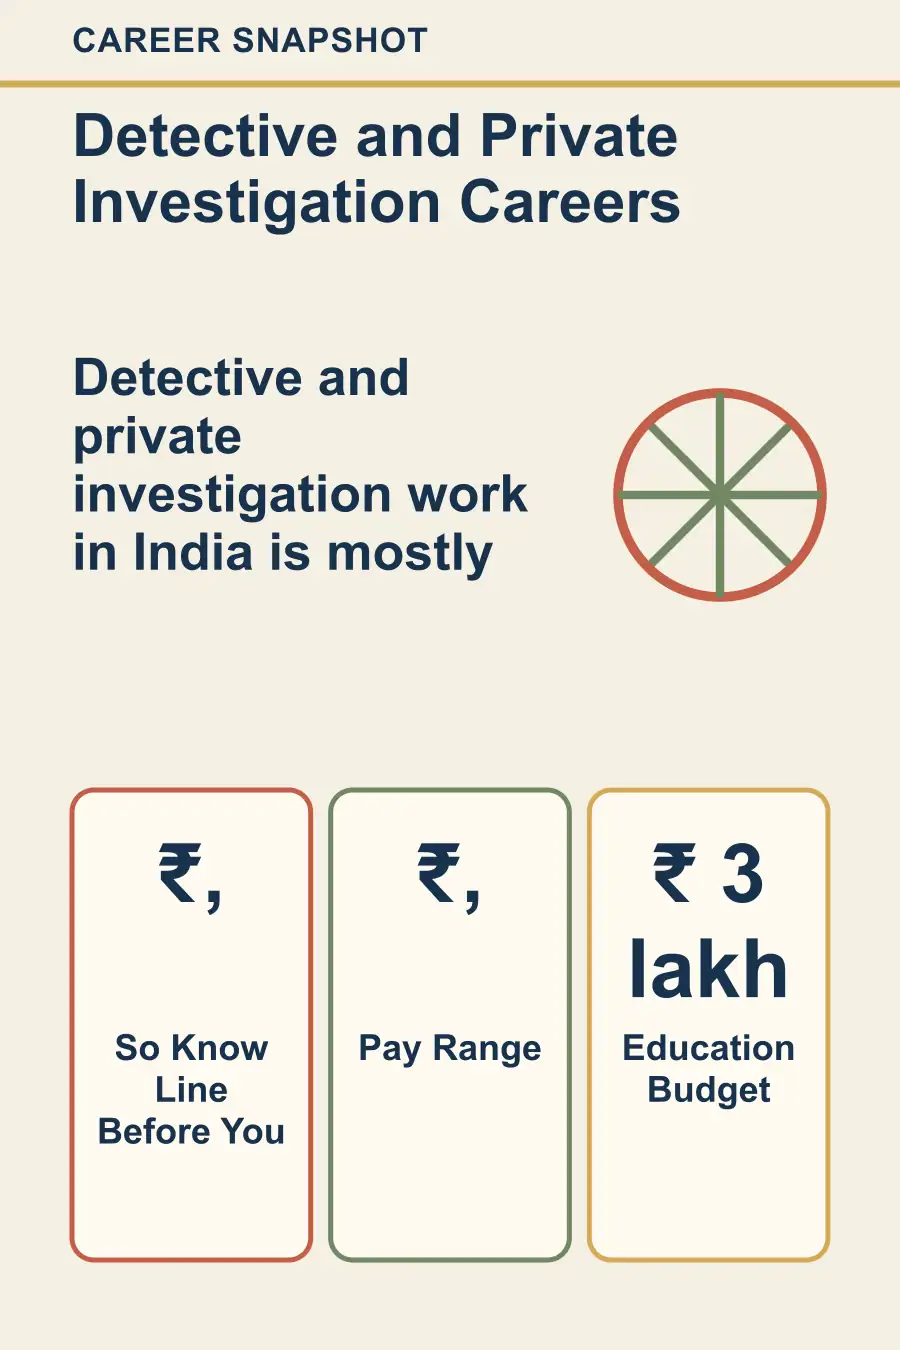 CAREER SNAPSHOT
Detective and Private
Investigation Careers
Detective and
private
investigation work
in India is mostly
₹,
So Know
Line
Before You
₹,
Pay Range
₹ 3
lakh
Education
Budget